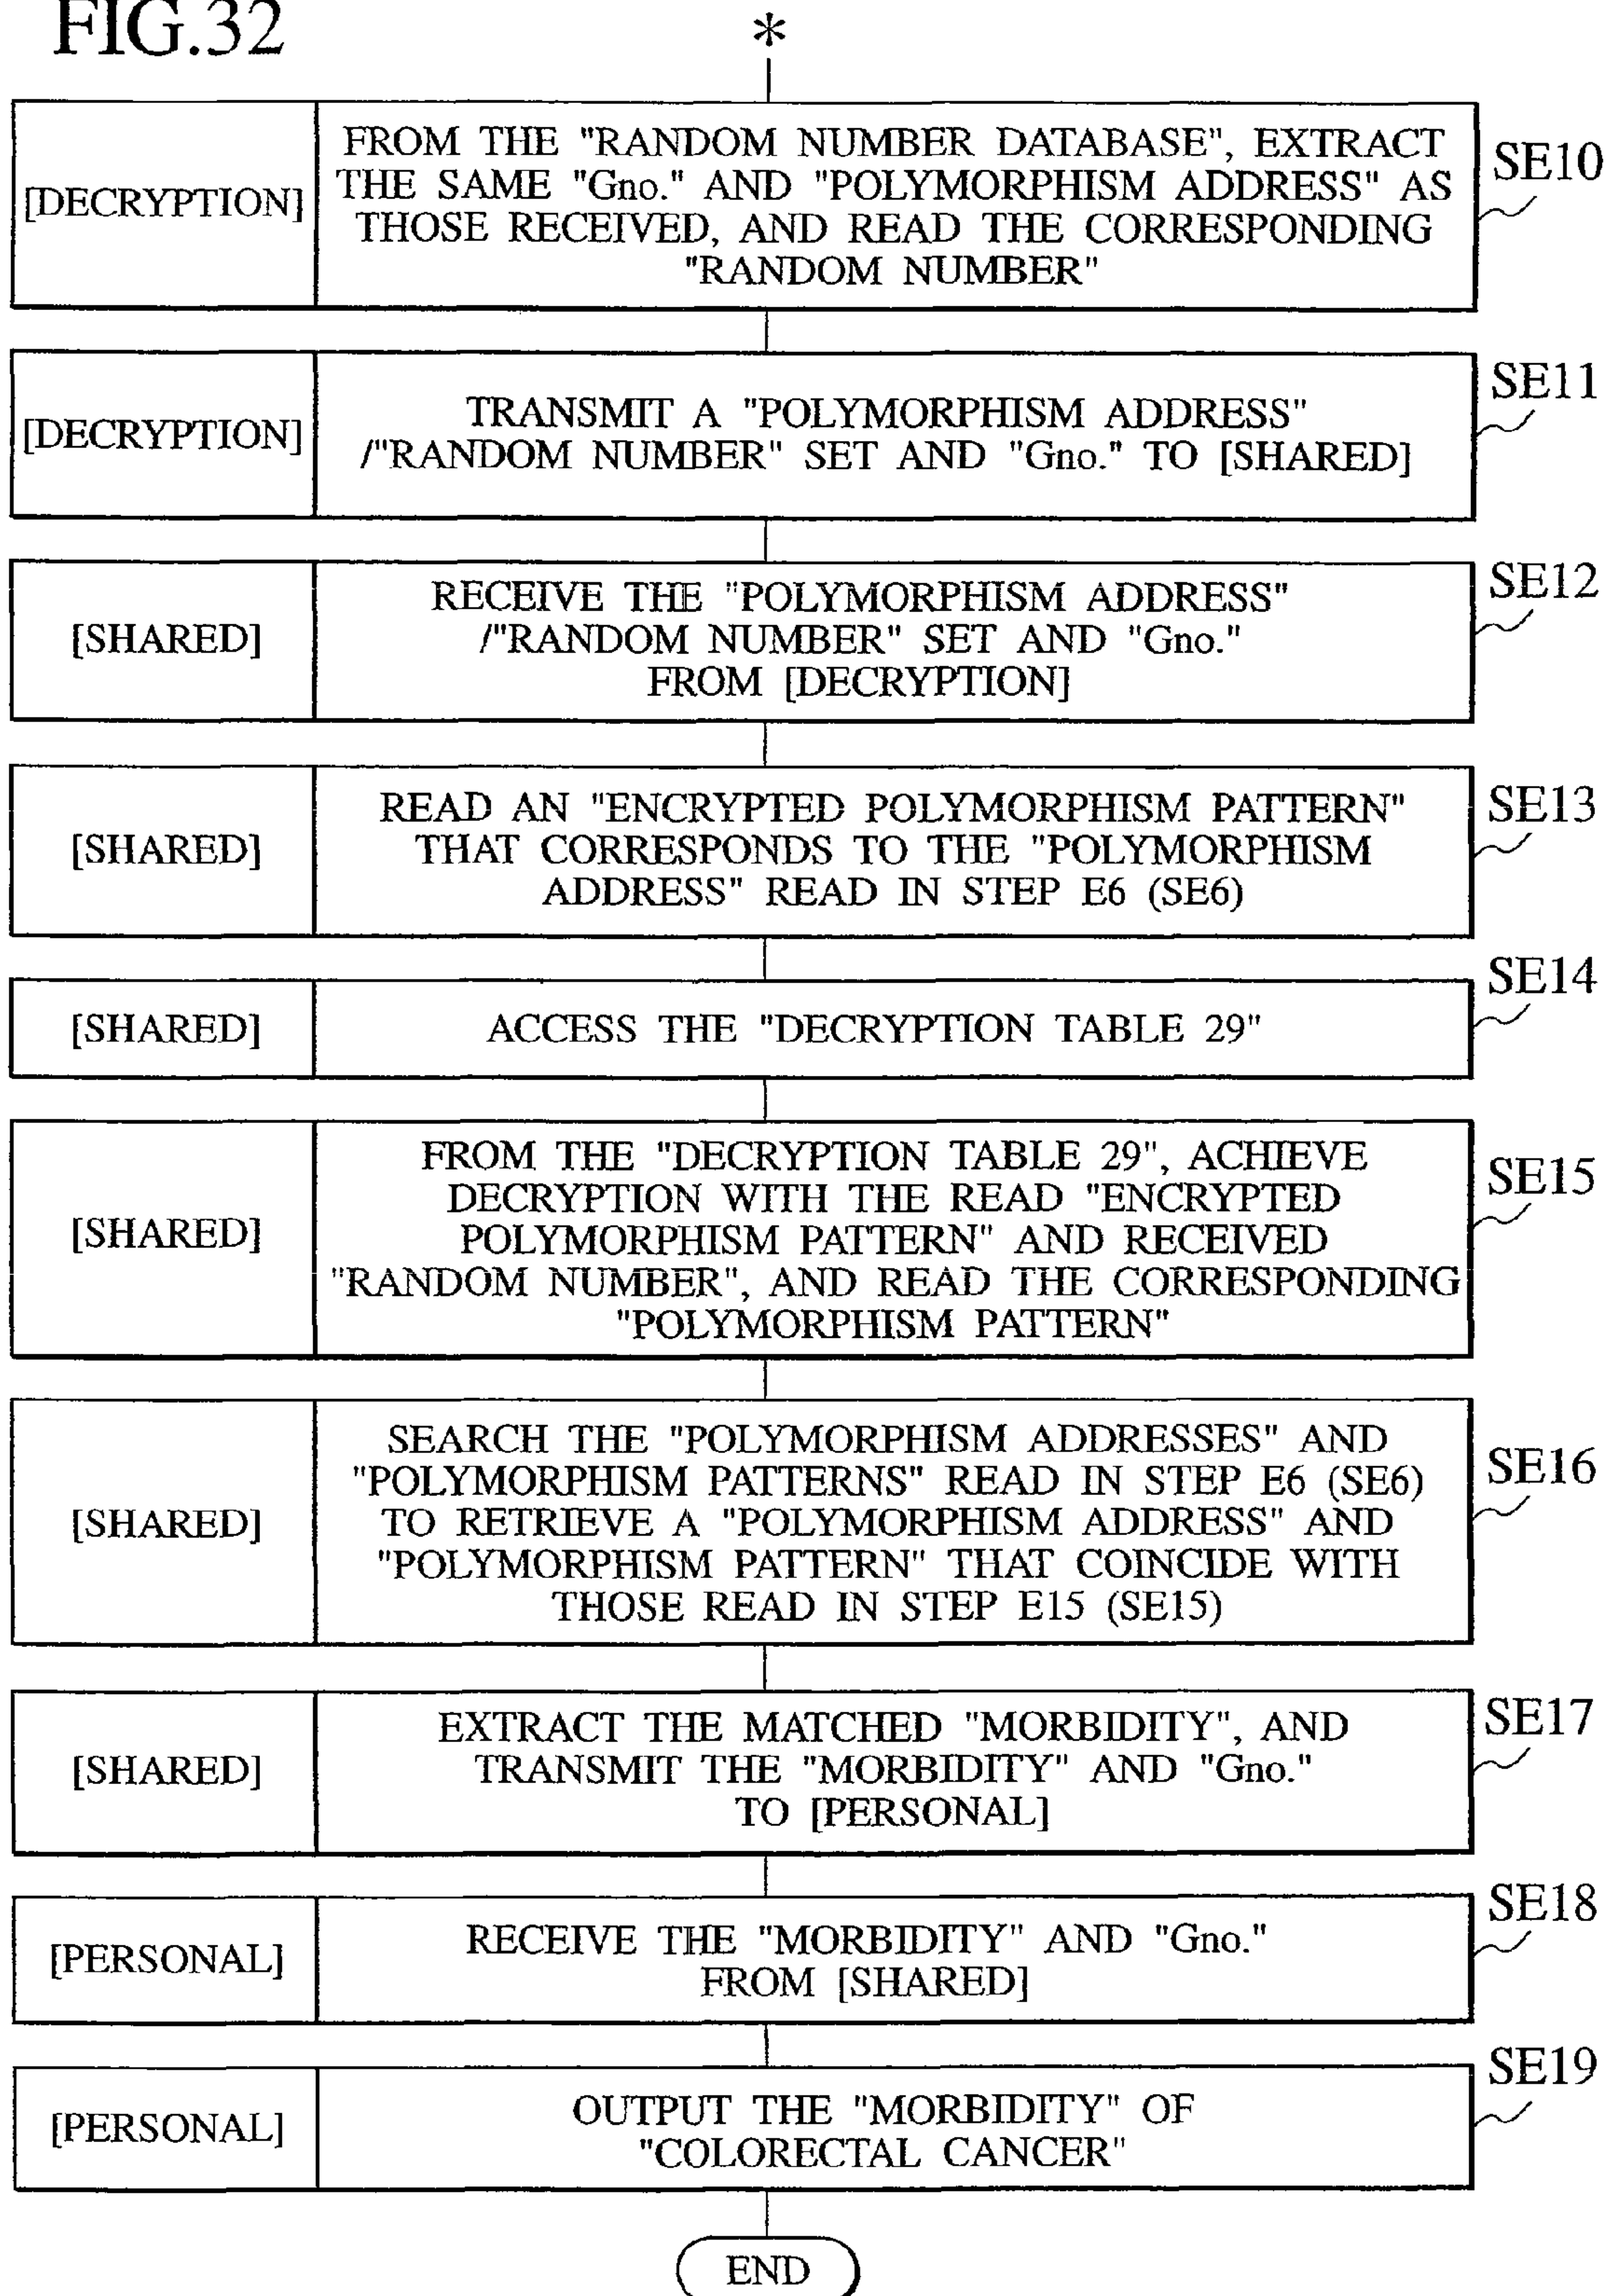 FIG.32
*
[DECRYPTION]
FROM THE "RANDOM NUMBER DATABASE", EXTRACT
THE SAME "Gno." AND "POLYMORPHISM ADDRESS" AS
THOSE RECEIVED, AND READ THE CORRESPONDING
"RANDOM NUMBER"
SE10
[DECRYPTION]
TRANSMIT A "POLYMORPHISM ADDRESS"
/"RANDOM NUMBER" SET AND "Gno." TO [SHARED]
SE11
[SHARED]
RECEIVE THE "POLYMORPHISM ADDRESS"
/"RANDOM NUMBER" SET AND "Gno."
FROM [DECRYPTION]
SE12
[SHARED]
READ AN "ENCRYPTED POLYMORPHISM PATTERN"
THAT CORRESPONDS TO THE "POLYMORPHISM
ADDRESS" READ IN STEP E6 (SE6)
SE13
[SHARED]
ACCESS THE "DECRYPTION TABLE 29"
SE14
[SHARED]
FROM THE "DECRYPTION TABLE 29", ACHIEVE
DECRYPTION WITH THE READ "ENCRYPTED
POLYMORPHISM PATTERN" AND RECEIVED
"RANDOM NUMBER", AND READ THE CORRESPONDING
"POLYMORPHISM PATTERN"
SE15
[SHARED]
SEARCH THE "POLYMORPHISM ADDRESSES" AND
"POLYMORPHISM PATTERNS" READ IN STEP E6 (SE6)
TO RETRIEVE A "POLYMORPHISM ADDRESS" AND
"POLYMORPHISM PATTERN" THAT COINCIDE WITH
THOSE READ IN STEP E15 (SE15)
SE16
[SHARED]
EXTRACT THE MATCHED "MORBIDITY", AND
TRANSMIT THE "MORBIDITY" AND "Gno."
TO [PERSONAL]
SE17
[PERSONAL]
RECEIVE THE "MORBIDITY" AND "Gno."
FROM [SHARED]
SE18
[PERSONAL]
OUTPUT THE "MORBIDITY" OF
"COLORECTAL CANCER"
SE19
END